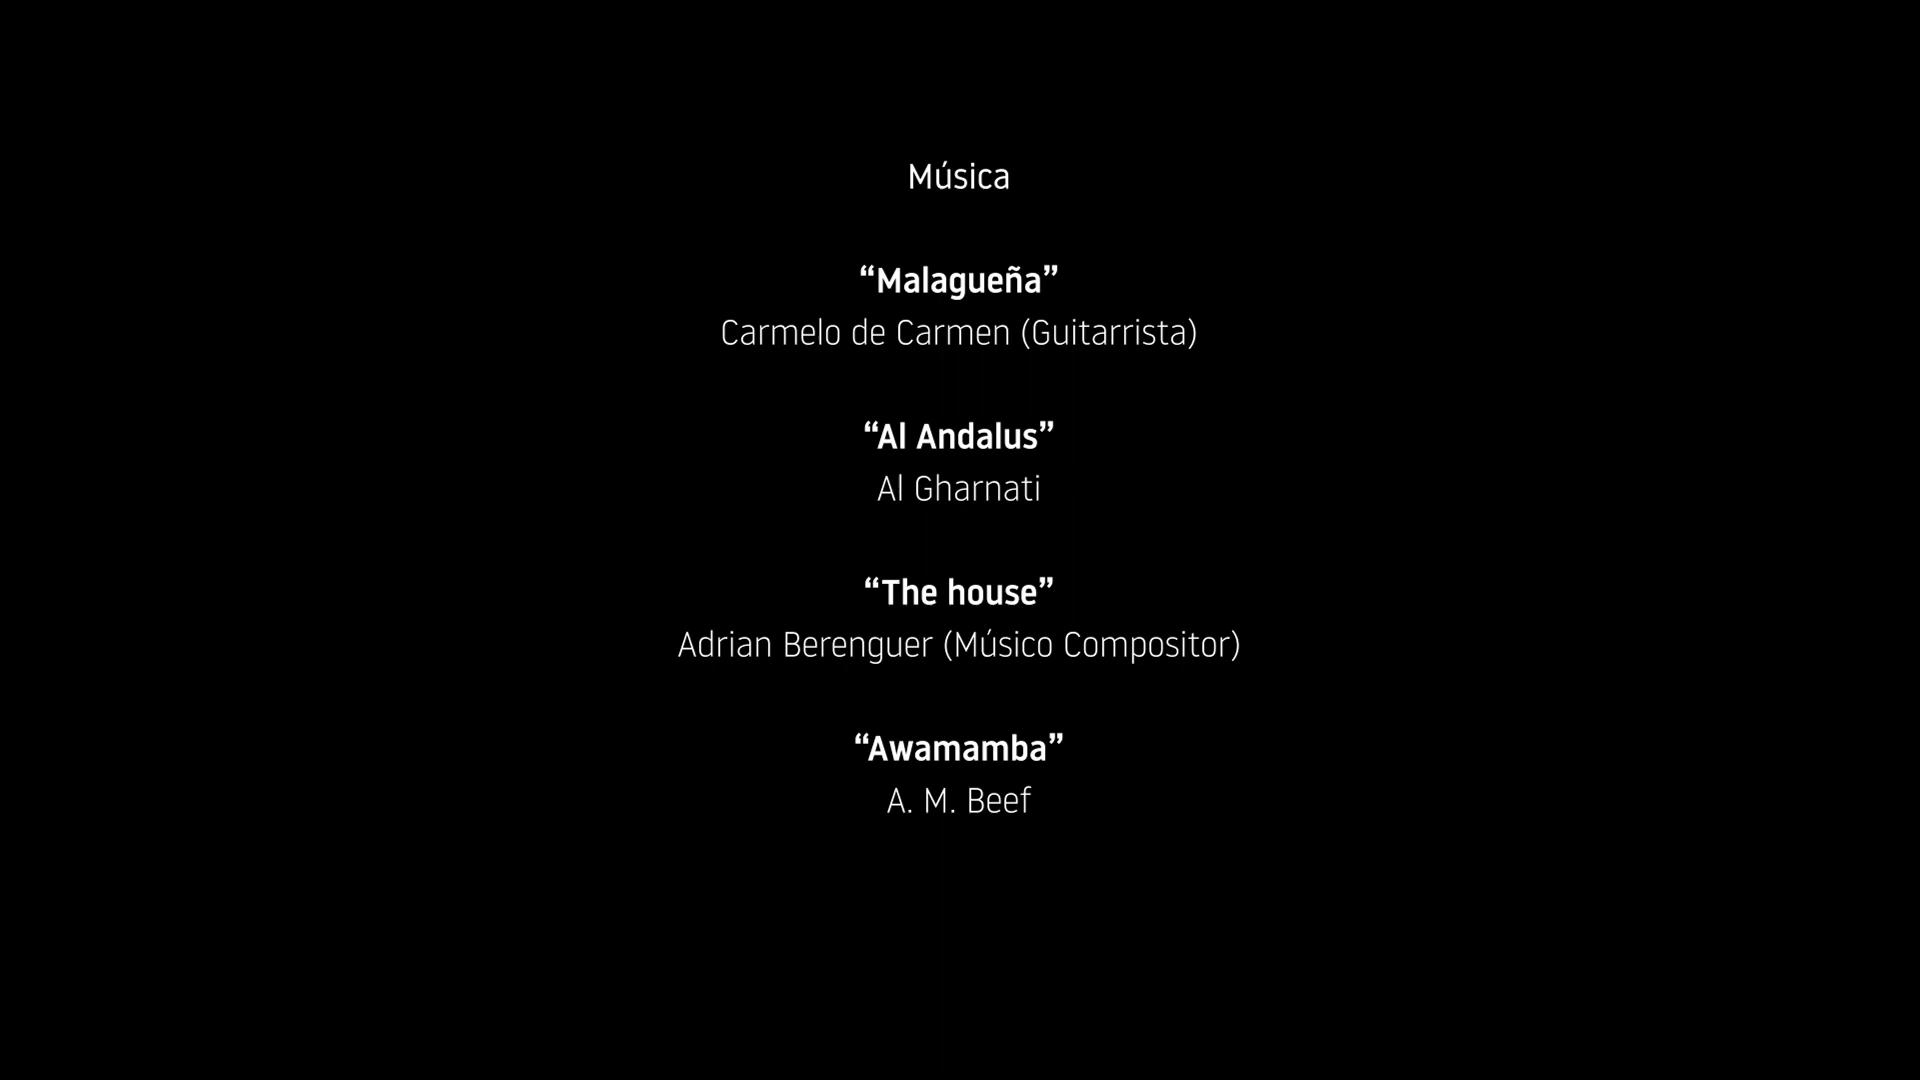 Música
“Malagueña”
Carmelo de Carmen (Guitarrista)
“Al Andalus”
Al Gharnati
“The house”
Adrian Berenguer (Músico Compositor)
“Awamamba”
A. M. Beef